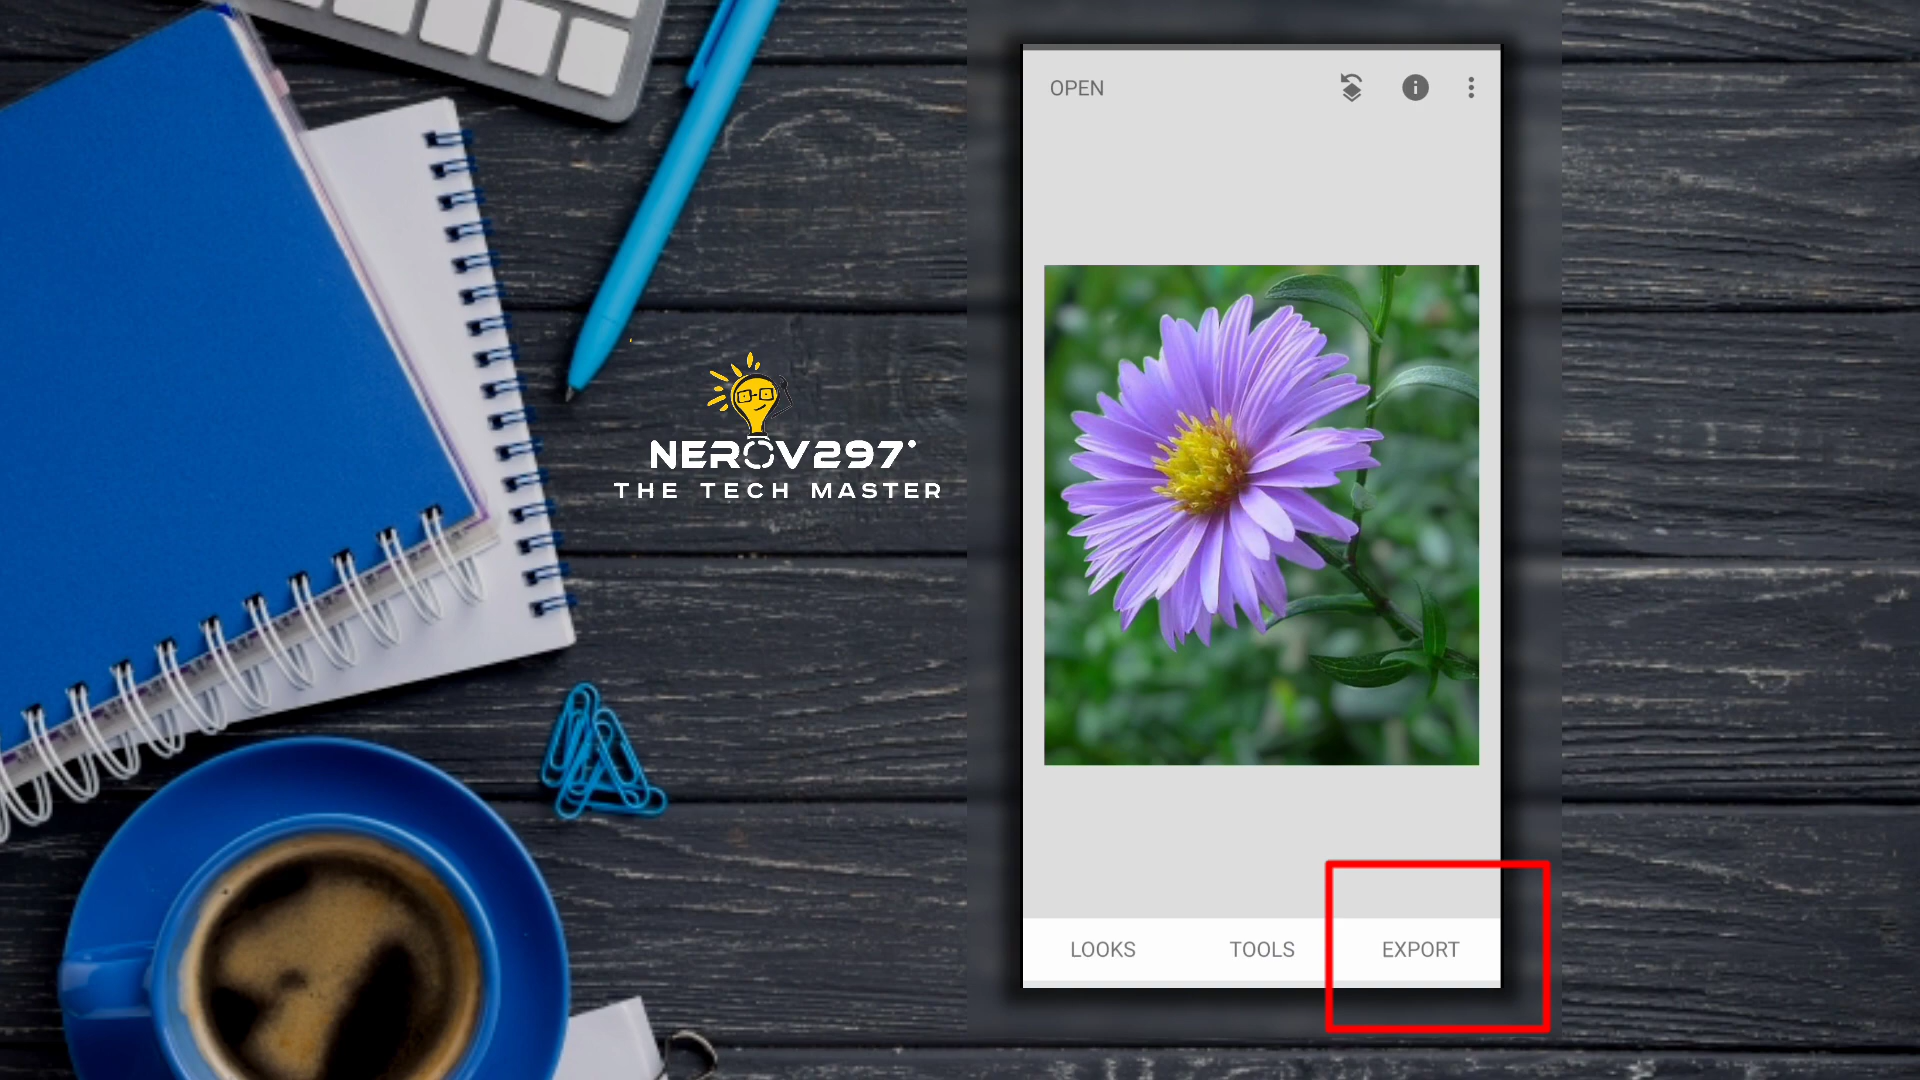 NEROV297
THE TECH MASTER
OPEN
LOOKS
TOOLS
EXPORT